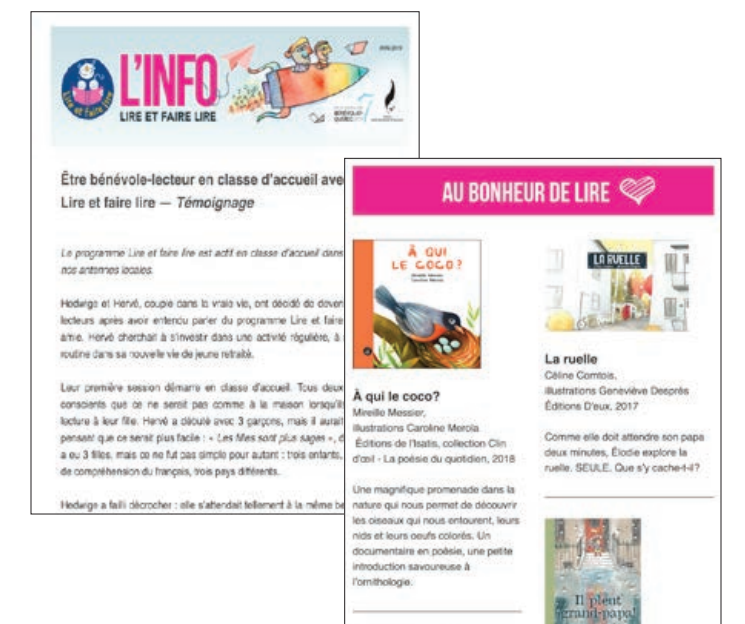 AVRIL 2019
L'INFO
LIRE ET FAIRE LIRE
Lire et faire lire
Être bénévole-lecteur en classe d'accueil ave
Lire et faire lire — Témoignage
Le programme Lire et faire lire est actif en classe d'accueil dans
nos antennes locales.
Hedwige et Hervé, couple dans la vraie vie, ont décidé de deven
lecteurs après avoir entendu parler du programme Lire et faire
amie. Hervé cherchait à s'investir dans une activité régulière, à
routine dans sa nouvelle vie de jeune retraité.
Leur première session démarre en classe d'accueil. Tous deux
conscients que ce ne serait pas comme à la maison lorsqu'ils
lecture à leur fille. Hervé a débuté avec 3 garçons, mais il aurait
pensant que ce serait plus facile : « Les filles sont plus sages », d
a eu 3 filles, mais ce ne fut pas simple pour autant : trois enfants,
de compréhension du français, trois pays différents.
Hedwige a failli décrocher : elle s'attendait tellement à la même be
AU BONHEUR DE LIRE
À QUI
LE COCO?
Mireille Messier
Caroline Merola
À qui le coco?
Mireille Messier,
illustrations Caroline Merola
Éditions de l'Isatis, collection Clin
d'œil - La poésie du quotidien, 2018
Une magnifique promenade dans la
nature qui nous permet de découvrir
les oiseaux qui nous entourent, leurs
nids et leurs oeufs colorés. Un
documentaire en poésie, une petite
introduction savoureuse à
l'ornithologie.
LA RUELLE
La ruelle
Céline Comtois,
illustrations Geneviève Després
Éditions D'eux, 2017
Comme elle doit attendre son papa
deux minutes, Élodie explore la
ruelle. SEULE. Que s'y cache-t-il?
Il pleut
grand-papa!